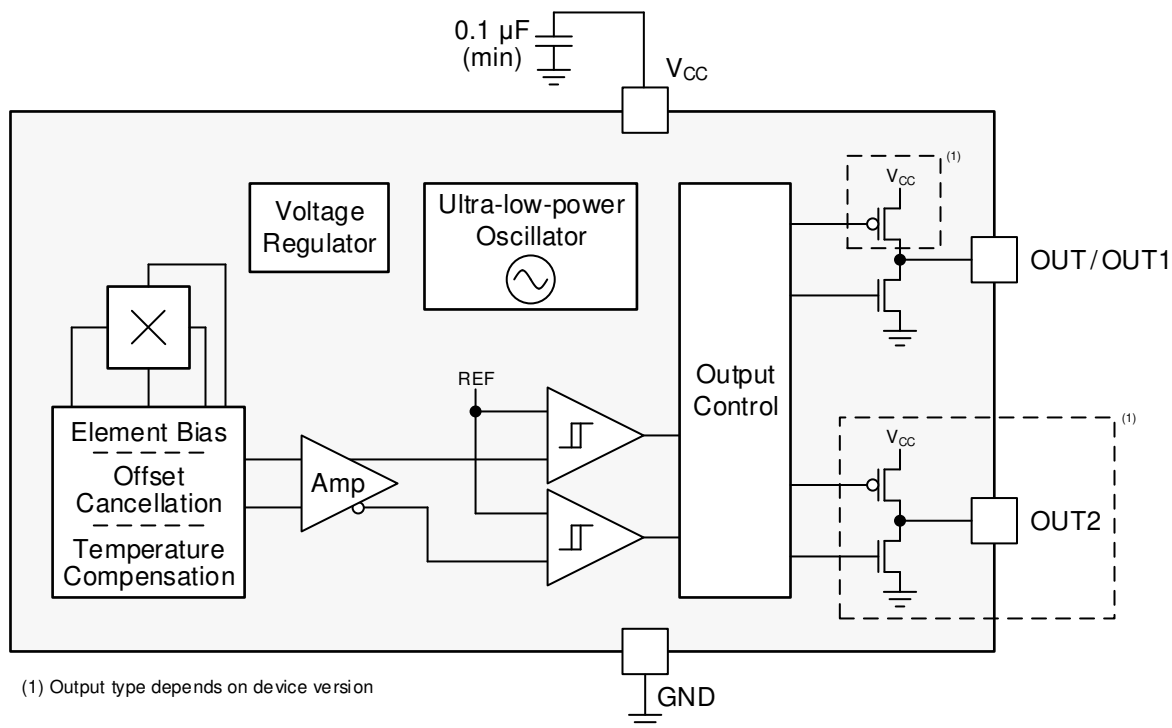 0.1 µF
(min)
VCC
(1)
VCC
Voltage
Regulator
Ultra-low-power
Oscillator
OUT/OUT1
REF
Output
Control
(1)
VCC
Element Bias
Offset
Cancellation
Temperature
Compensation
Amp
OUT2
(1) Output type depends on device version
GND